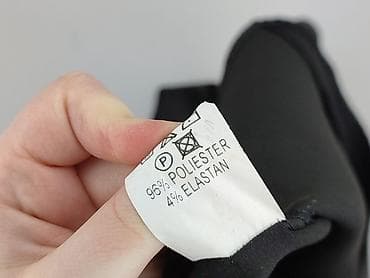 P
96% POLIESTER
4% ELASTAN